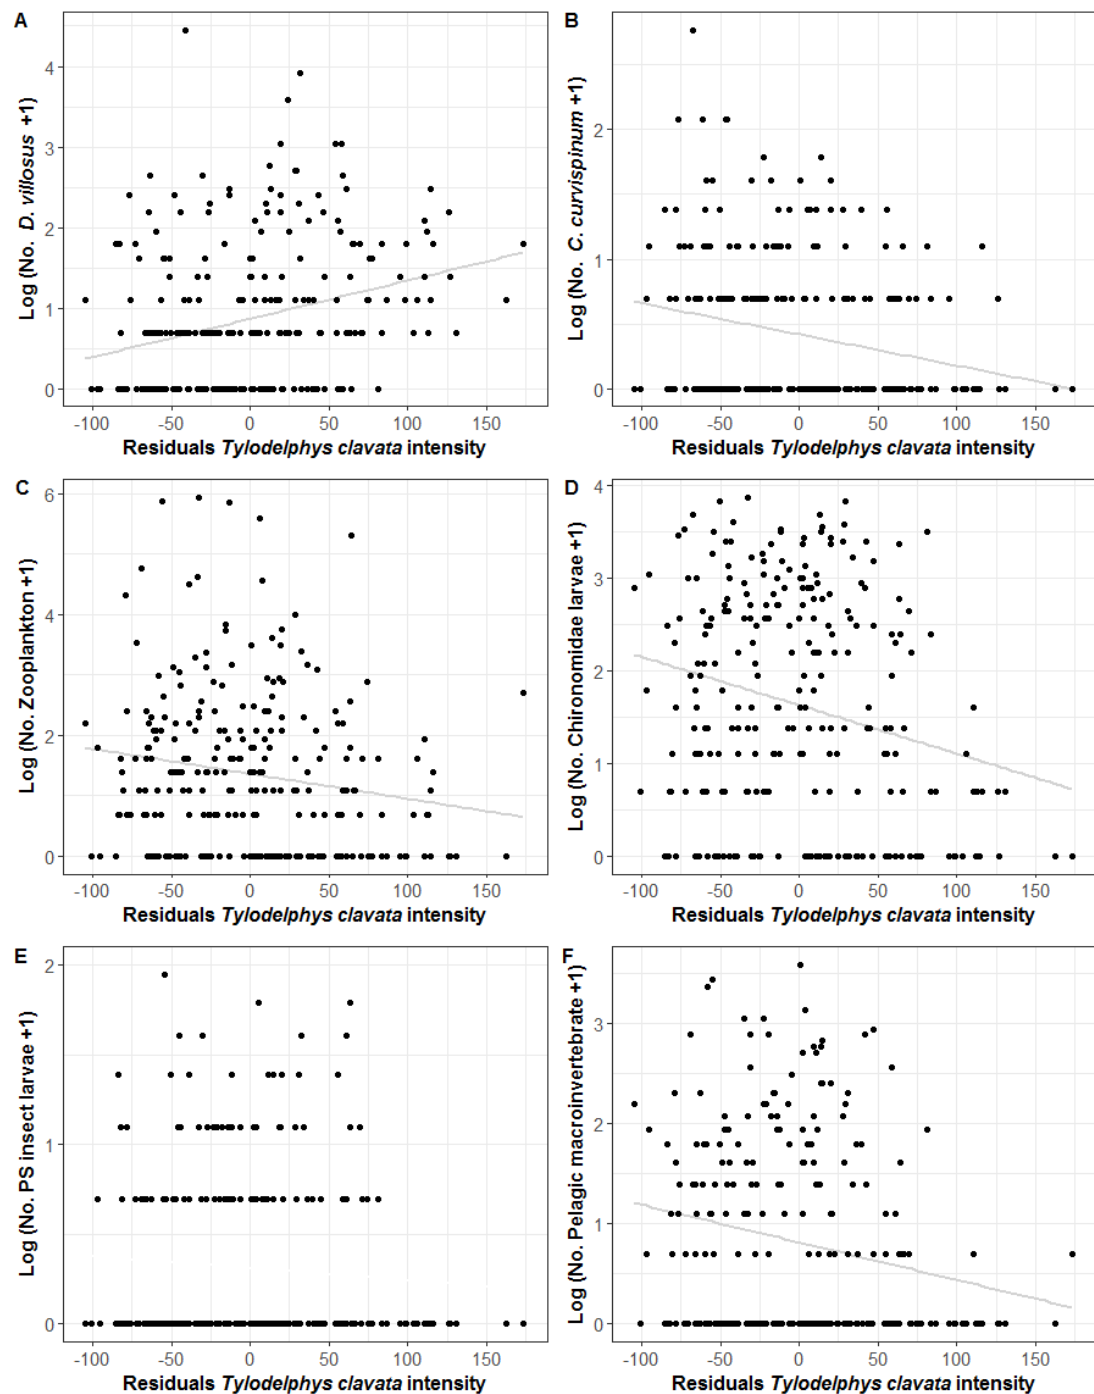 A
Log (No. D. villosus +1)
4
3
2
1
0
-100 -50 0 50 100 150
Residuals Tylodelphys clavata intensity
B
Log (No. C. curvispinum +1)
2
1
0
-100 -50 0 50 100 150
Residuals Tylodelphys clavata intensity
C
Log (No. Zooplankton +1)
6
4
2
0
-100 -50 0 50 100 150
Residuals Tylodelphys clavata intensity
D
Log (No. Chironomidae larvae +1)
4
3
2
1
0
-100 -50 0 50 100 150
Residuals Tylodelphys clavata intensity
E
Log (No. PS insect larvae +1)
2
1
0
-100 -50 0 50 100 150
Residuals Tylodelphys clavata intensity
F
Log (No. Pelagic macroinvertebrate +1)
3
2
1
0
-100 -50 0 50 100 150
Residuals Tylodelphys clavata intensity